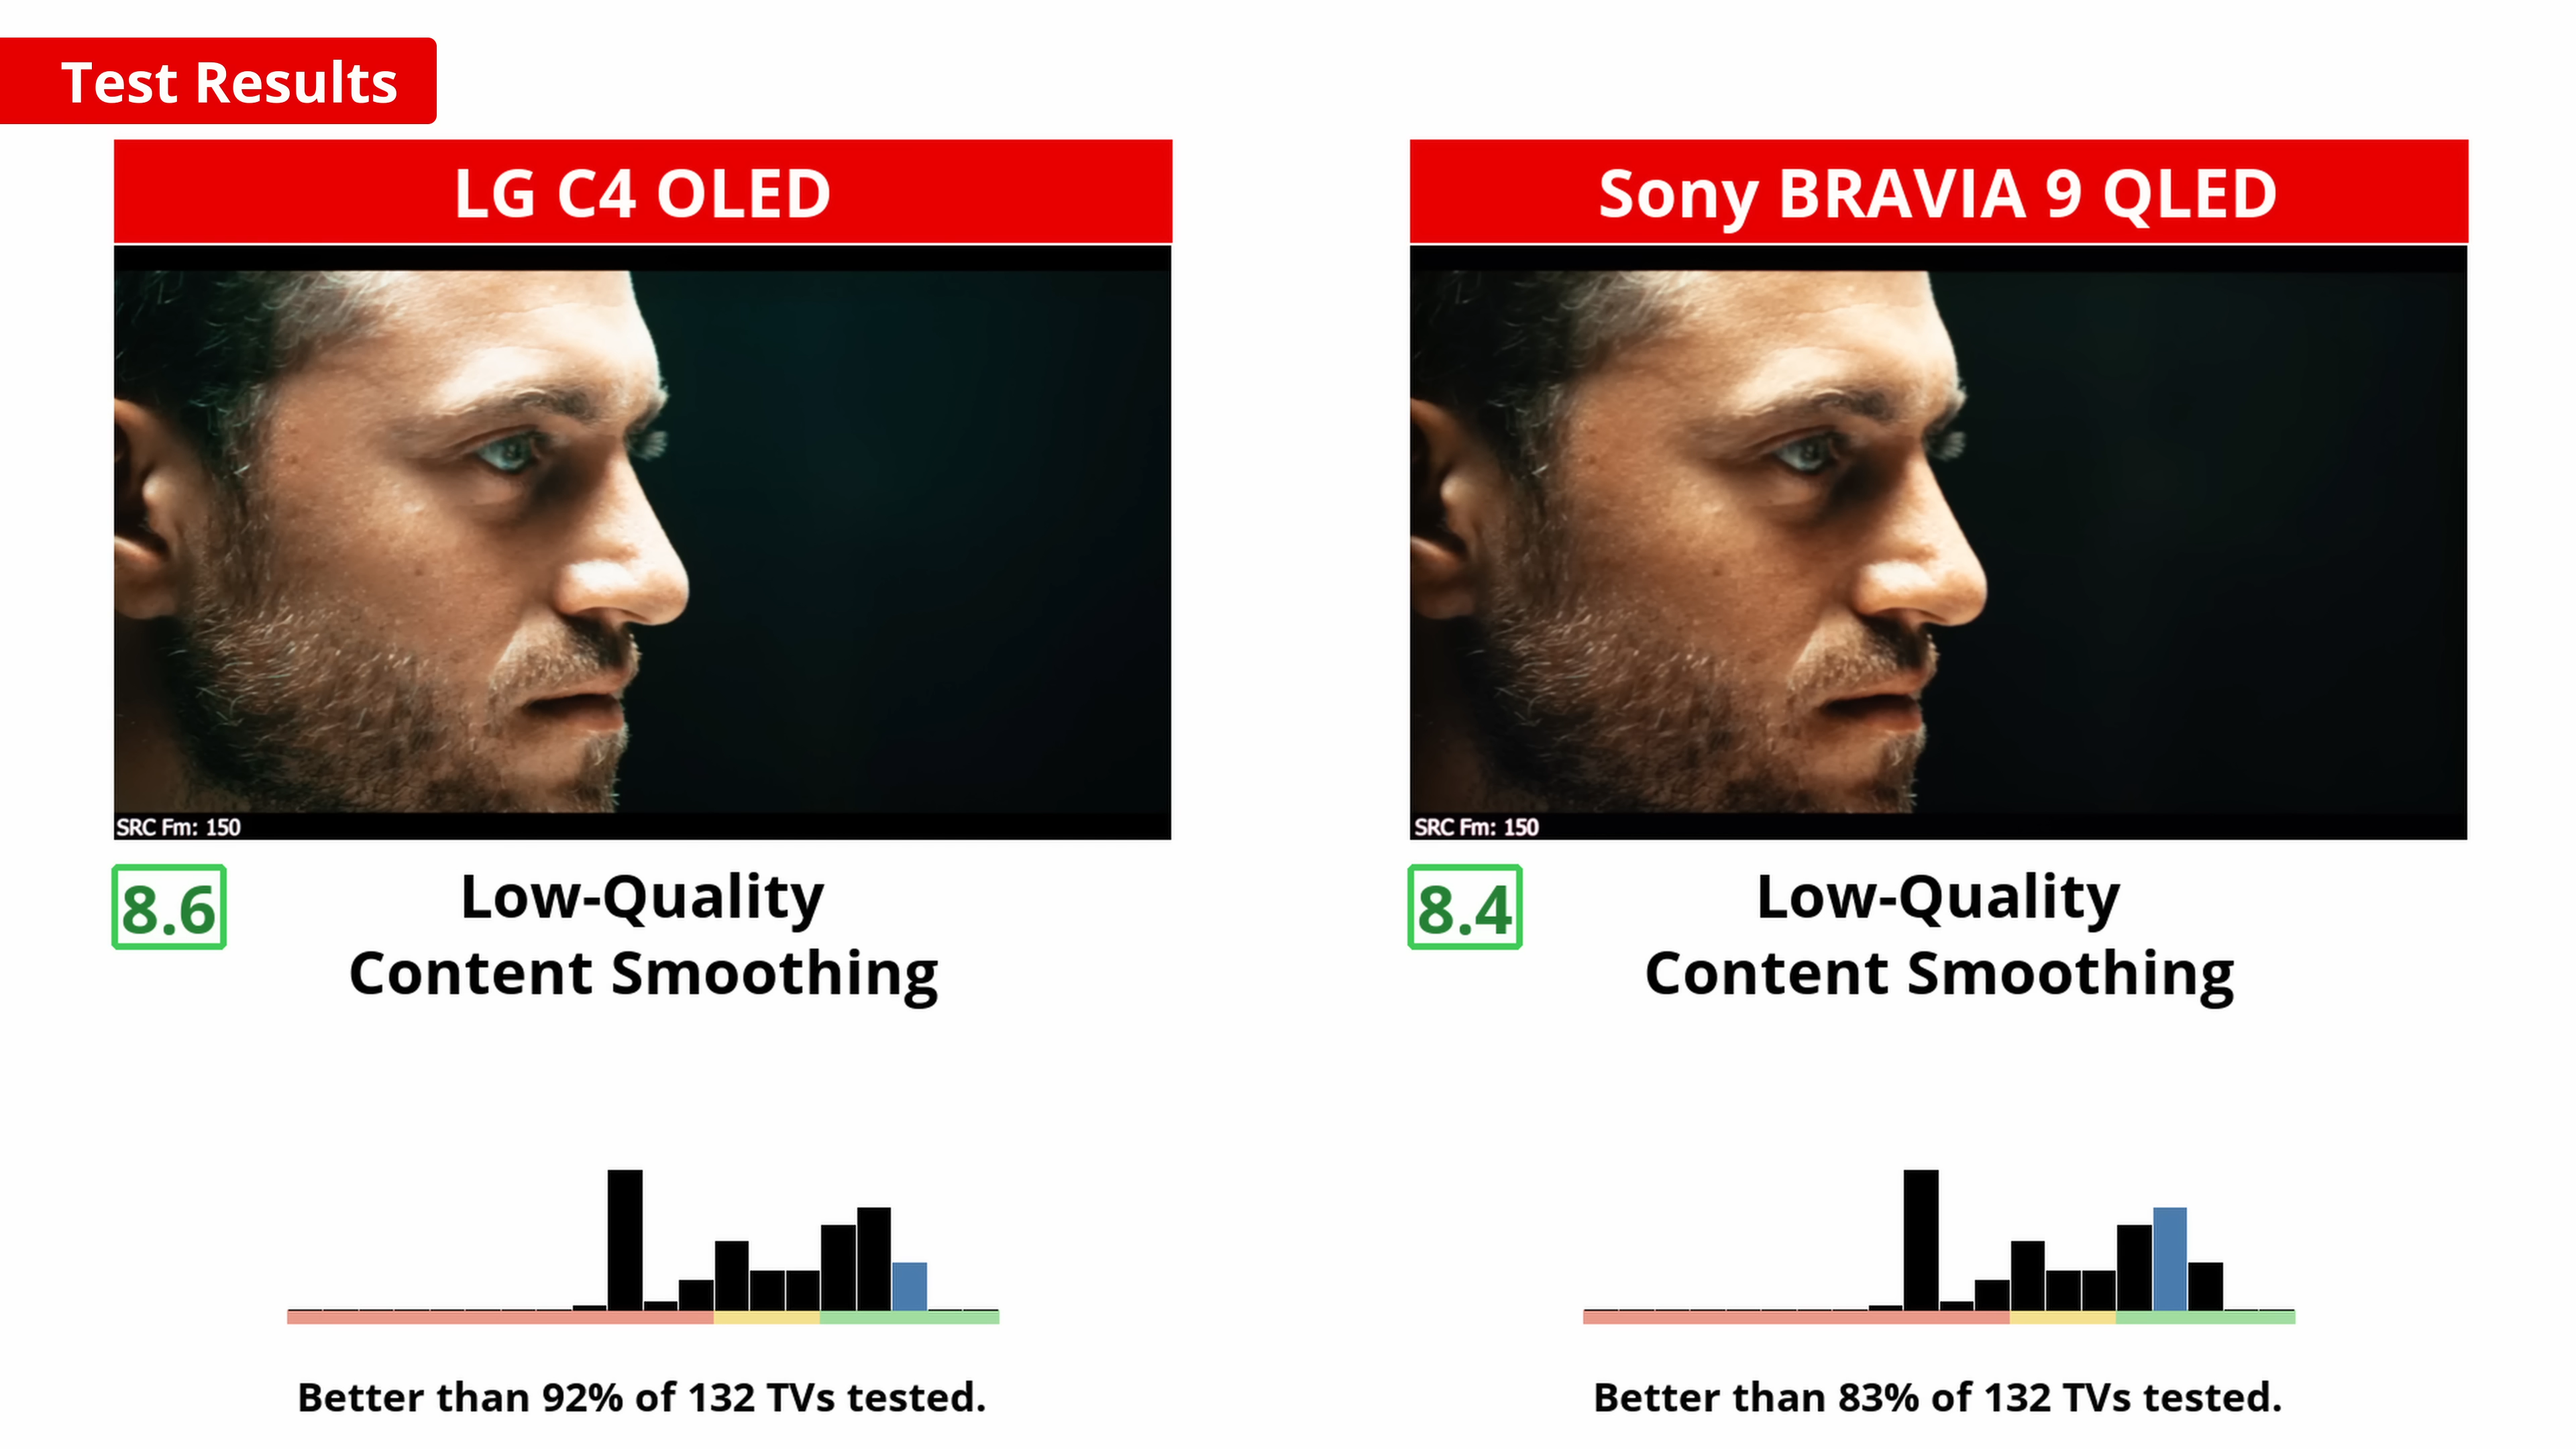 Test Results
LG C4 OLED
SRC Fm: 150
8.6
Low-Quality
Content Smoothing
Better than 92% of 132 TVs tested.
Sony BRAVIA 9 QLED
SRC Fm: 150
8.4
Low-Quality
Content Smoothing
Better than 83% of 132 TVs tested.